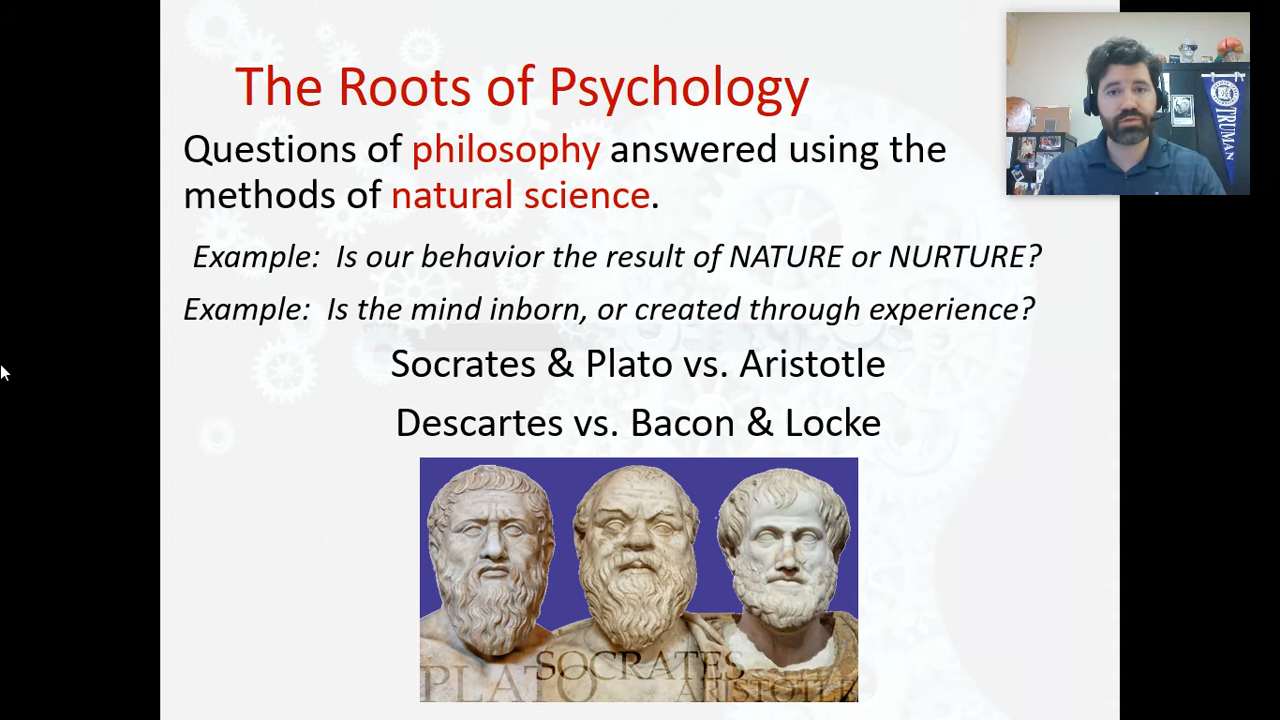 The Roots of Psychology
Questions of philosophy answered using the
methods of natural science.
Example: Is our behavior the result of NATURE or NURTURE?
Example: Is the mind inborn, or created through experience?
Socrates & Plato vs. Aristotle
Descartes vs. Bacon & Locke
PLATO
SOCRATES
ARISTOTLE
TRUMAN